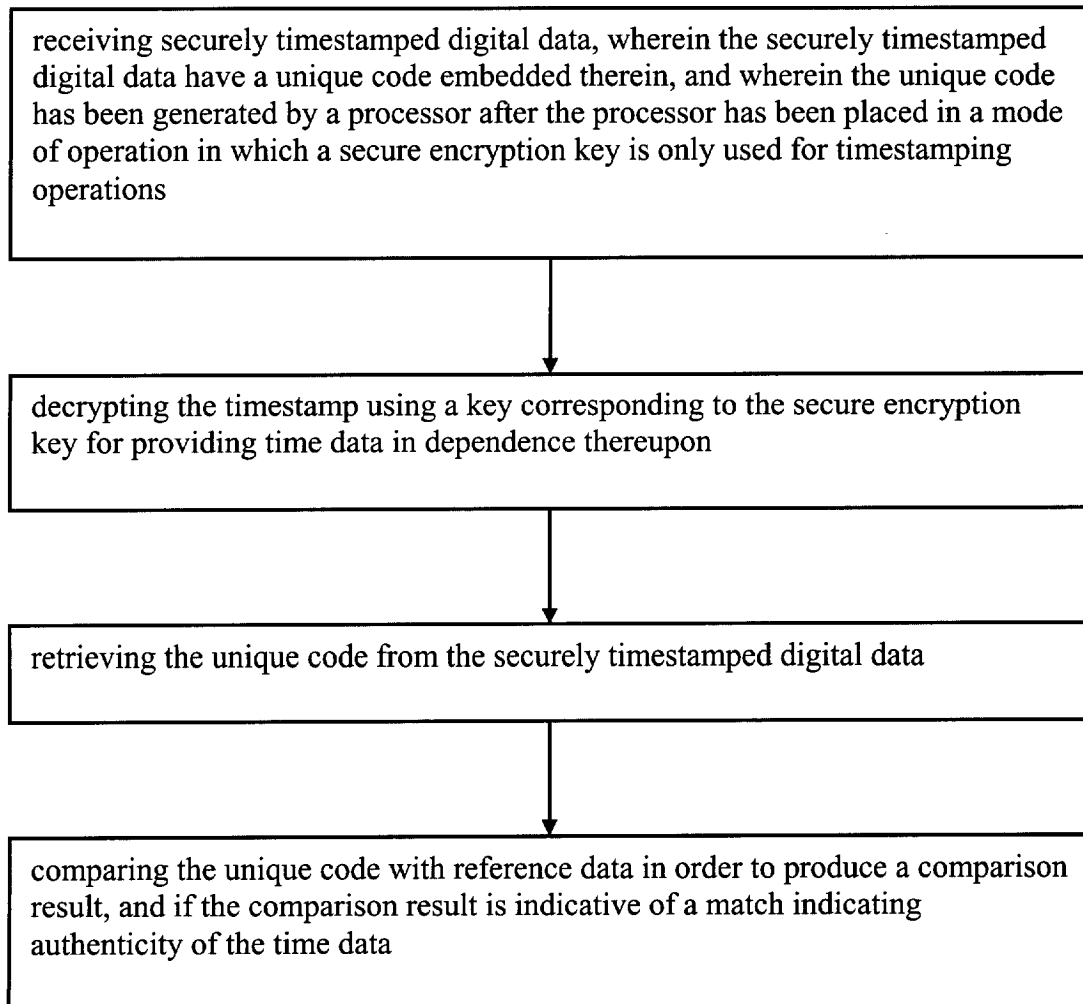 receiving securely timestamped digital data, wherein the securely timestamped
digital data have a unique code embedded therein, and wherein the unique code
has been generated by a processor after the processor has been placed in a mode
of operation in which a secure encryption key is only used for timestamping
operations
decrypting the timestamp using a key corresponding to the secure encryption
key for providing time data in dependence thereupon
retrieving the unique code from the securely timestamped digital data
comparing the unique code with reference data in order to produce a comparison
result, and if the comparison result is indicative of a match indicating
authenticity of the time data